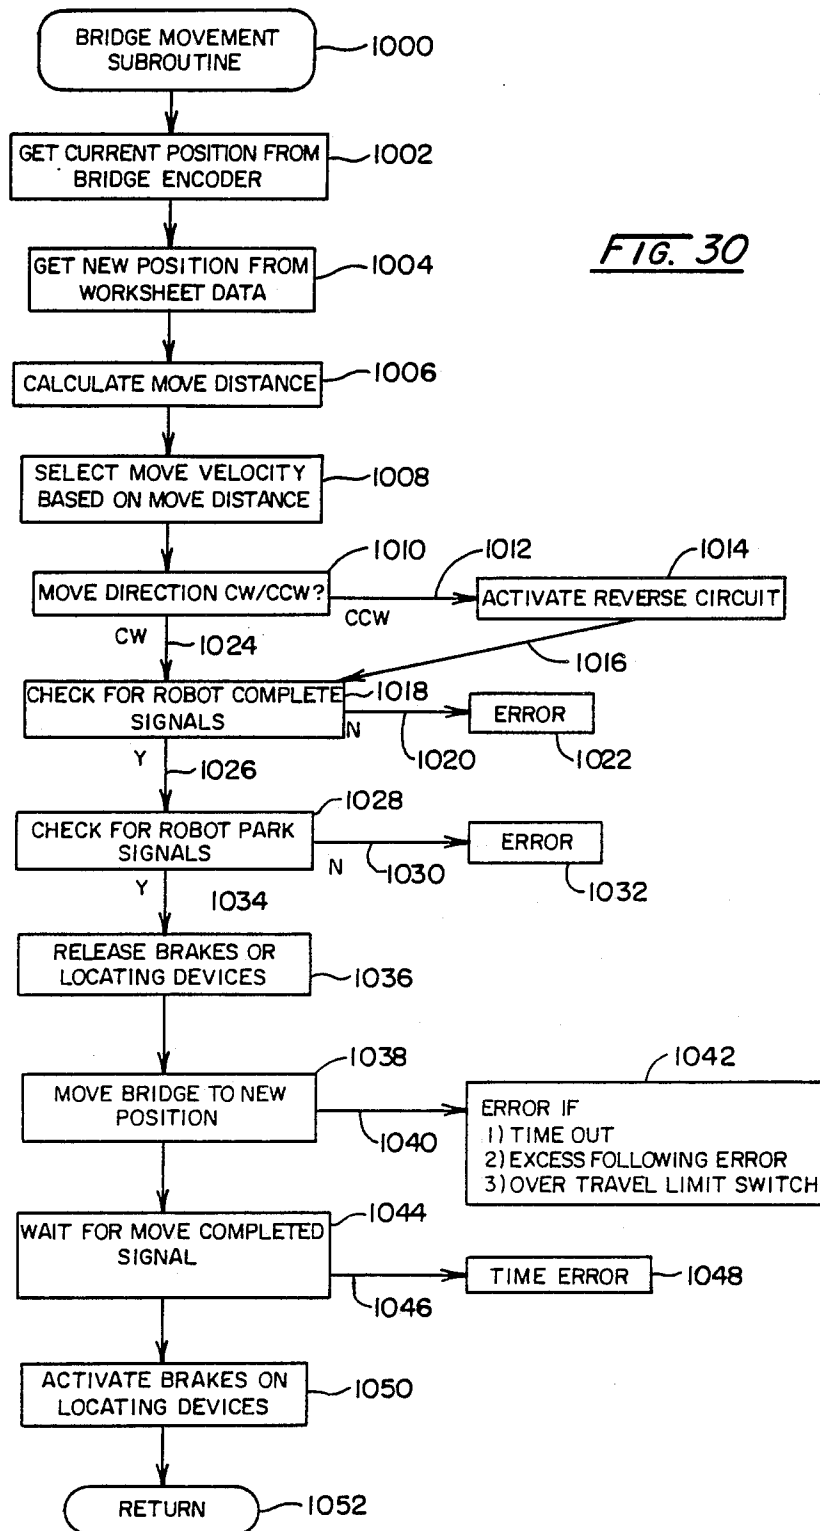 BRIDGE MOVEMENT
SUBROUTINE
1000
GET CURRENT POSITION FROM
BRIDGE ENCODER
1002
FIG. 30
GET NEW POSITION FROM
WORKSHEET DATA
1004
CALCULATE MOVE DISTANCE
1006
SELECT MOVE VELOCITY
BASED ON MOVE DISTANCE
1008
MOVE DIRECTION CW/CCW?
1010
1012
CCW
1014
ACTIVATE REVERSE CIRCUIT
CW
1024
1016
CHECK FOR ROBOT COMPLETE
SIGNALS
1018
N
1020
ERROR
1022
Y
1026
CHECK FOR ROBOT PARK
SIGNALS
1028
N
1030
ERROR
1032
Y
1034
RELEASE BRAKES OR
LOCATING DEVICES
1036
MOVE BRIDGE TO NEW
POSITION
1038
1040
1042
ERROR IF
1) TIME OUT
2) EXCESS FOLLOWING ERROR
3) OVER TRAVEL LIMIT SWITCH
WAIT FOR MOVE COMPLETED
SIGNAL
1044
1046
TIME ERROR
1048
ACTIVATE BRAKES ON
LOCATING DEVICES
1050
RETURN
1052